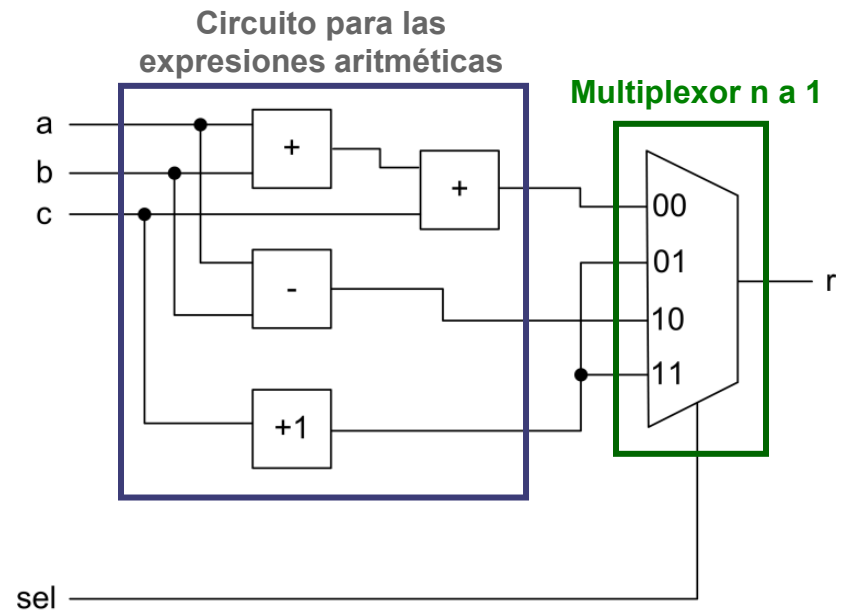 Circuito para las
expresiones aritméticas
Multiplexor n a 1
a
b
c
+
+
-
+1
00
01
10
11
r
sel